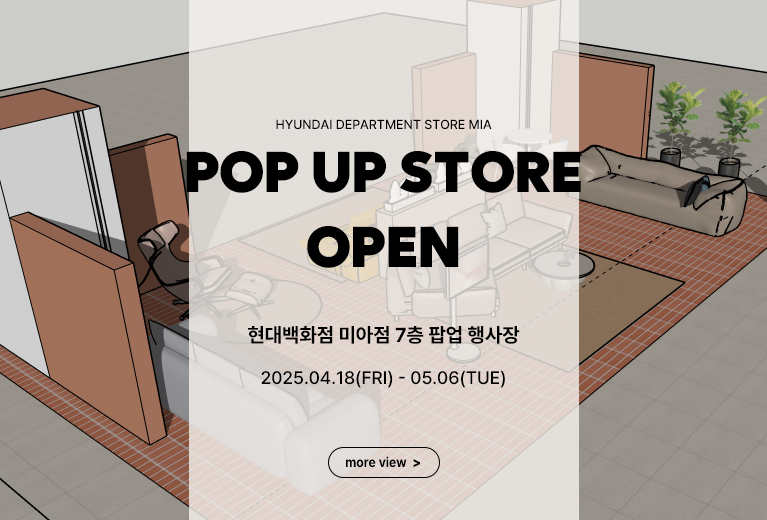 HYUNDAI DEPARTMENT STORE MIA
POP UP STORE
OPEN
현대백화점 미아점 7층 팝업 행사장
2025.04.18(FRI) - 05.06(TUE)
more view >